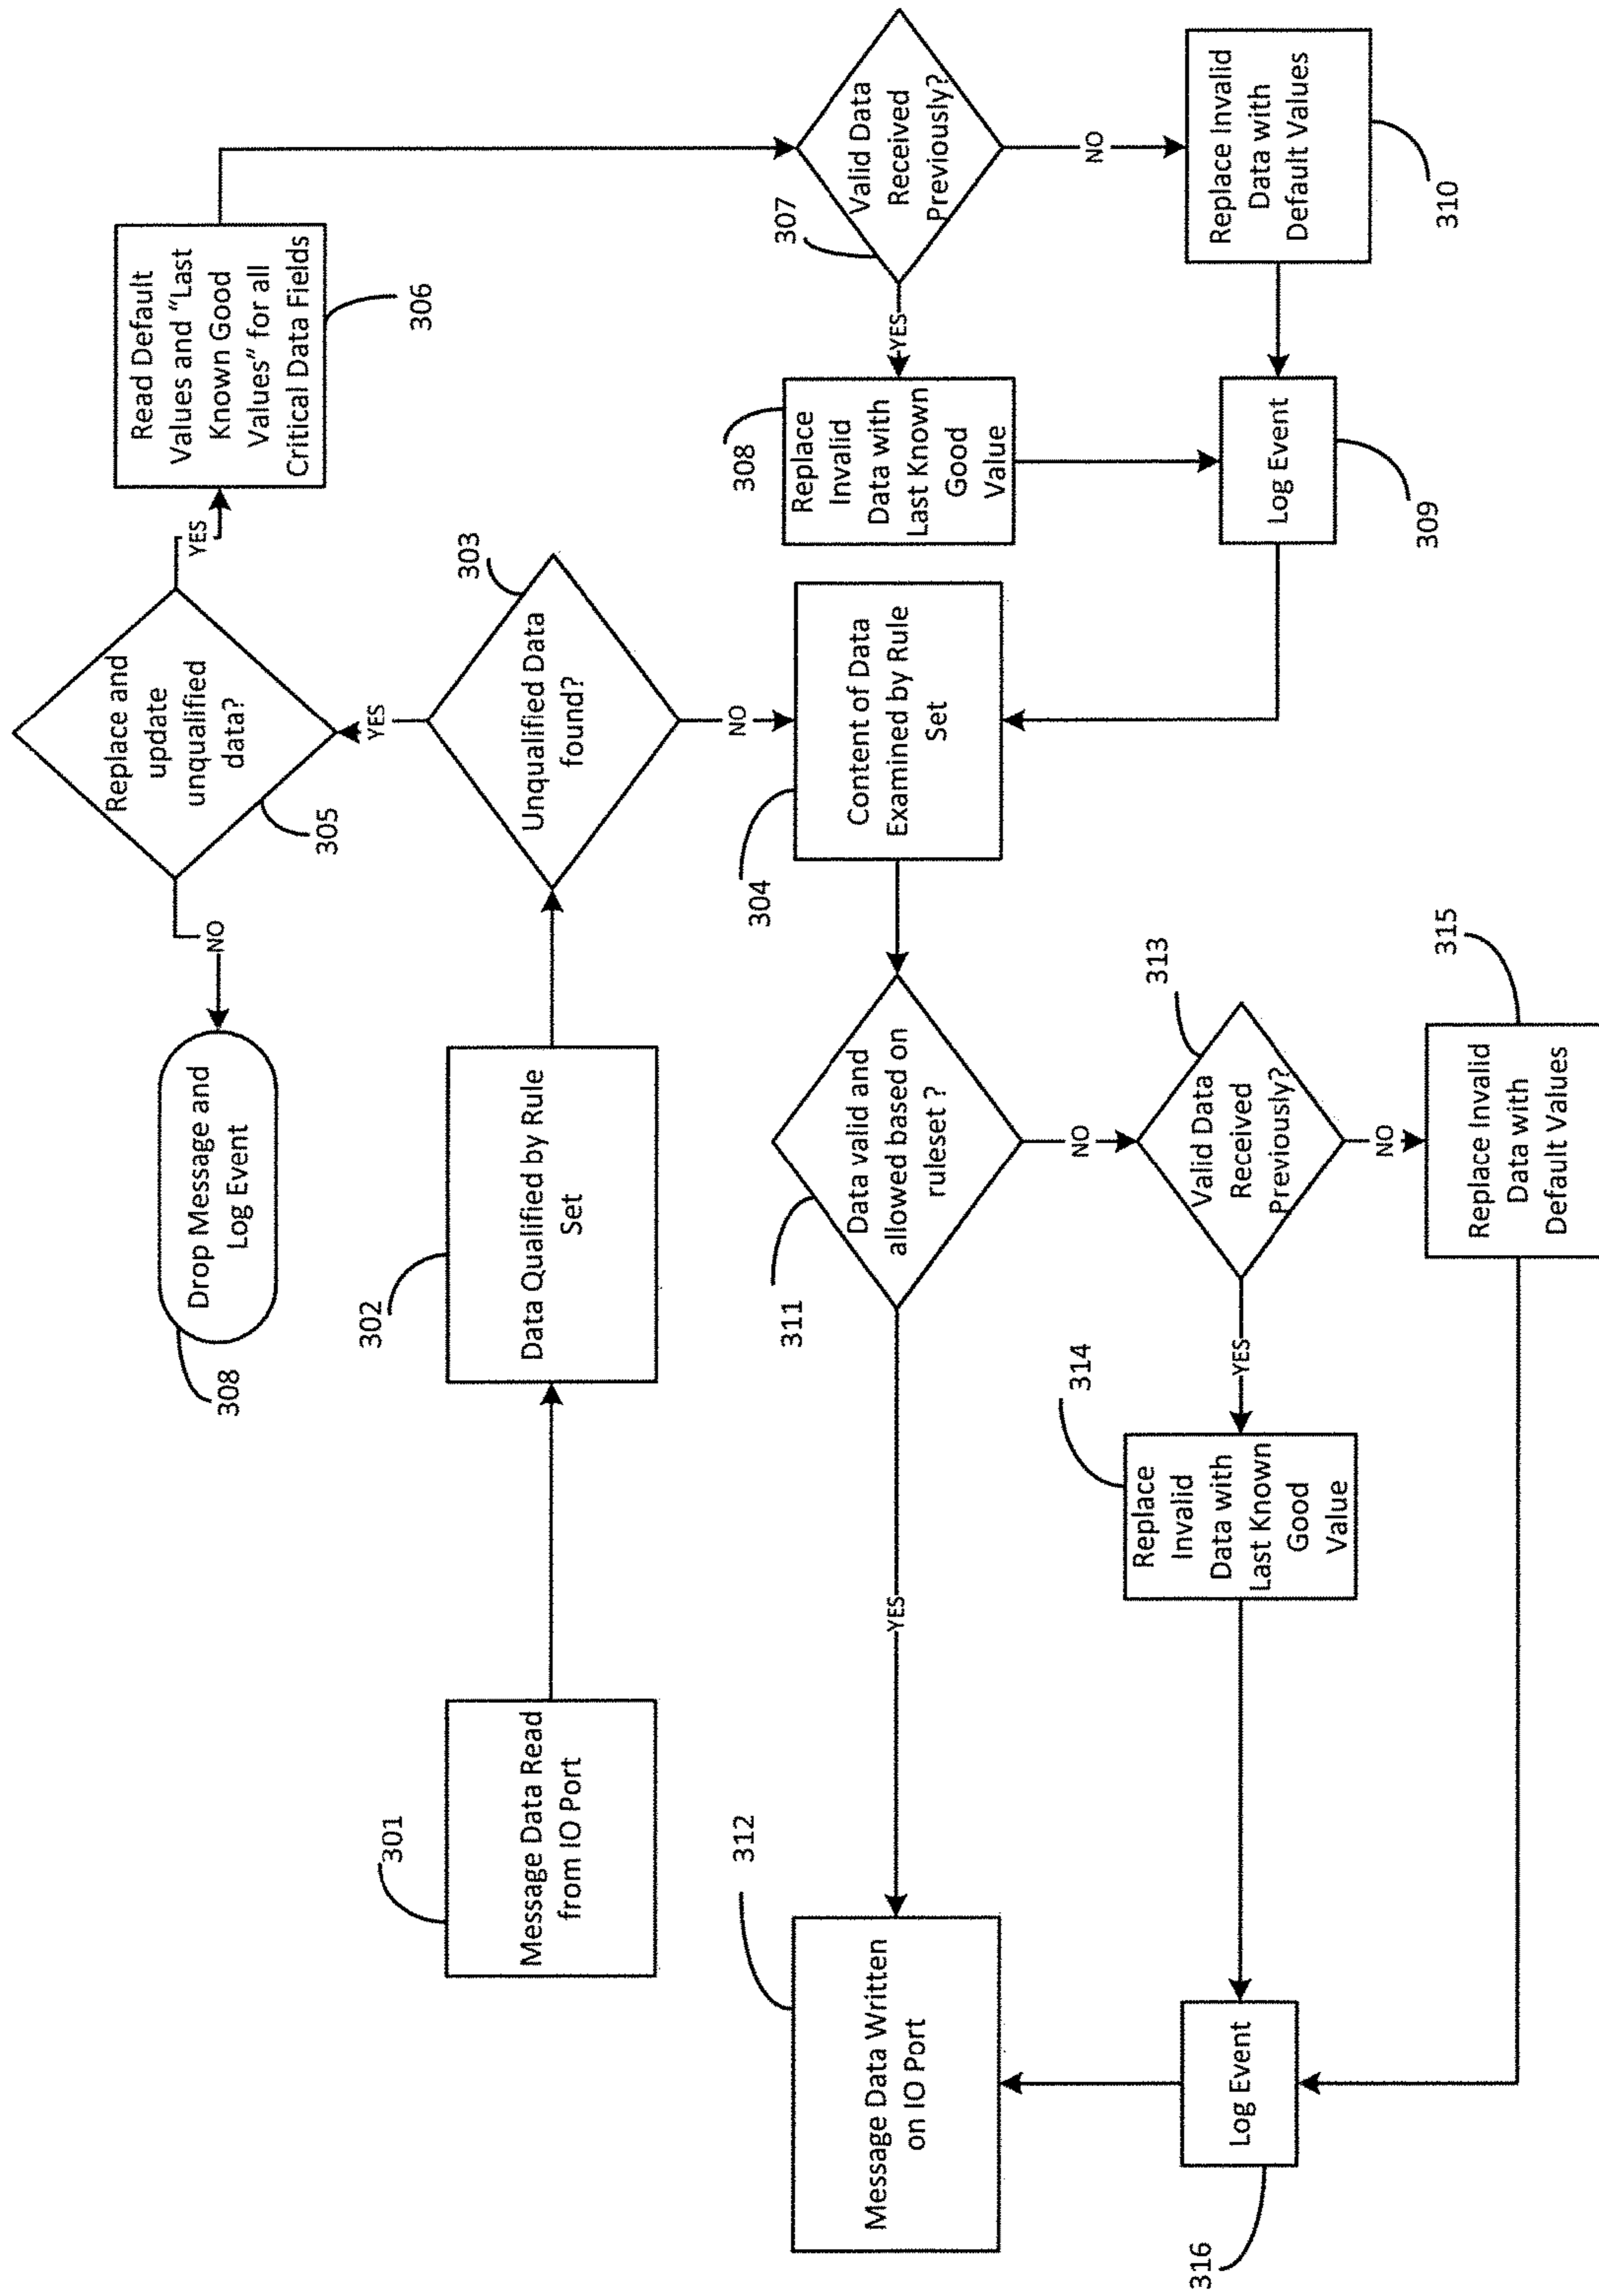 Replace and
update
unqualified
data?
305
NO
YES
Drop Message and
Log Event
308
Read Default
Values and "Last
Known Good
Values" for all
Critical Data Fields
306
301
Message Data Read
from IO Port
302
Data Qualified by Rule
Set
303
Unqualified Data
found?
YES
NO
304
Content of Data
Examined by Rule
Set
307
Valid Data
Received
Previously?
YES
NO
308
Replace
Invalid
Data with
Last Known
Good
Value
Replace Invalid
Data with
Default Values
310
Log Event
309
312
Message Data Written
on IO Port
YES
311
Data valid and
allowed based on
ruleset ?
NO
313
Valid Data
Received
Previously?
YES
NO
314
Replace
Invalid
Data with
Last Known
Good
Value
315
Replace Invalid
Data with
Default Values
Log Event
316